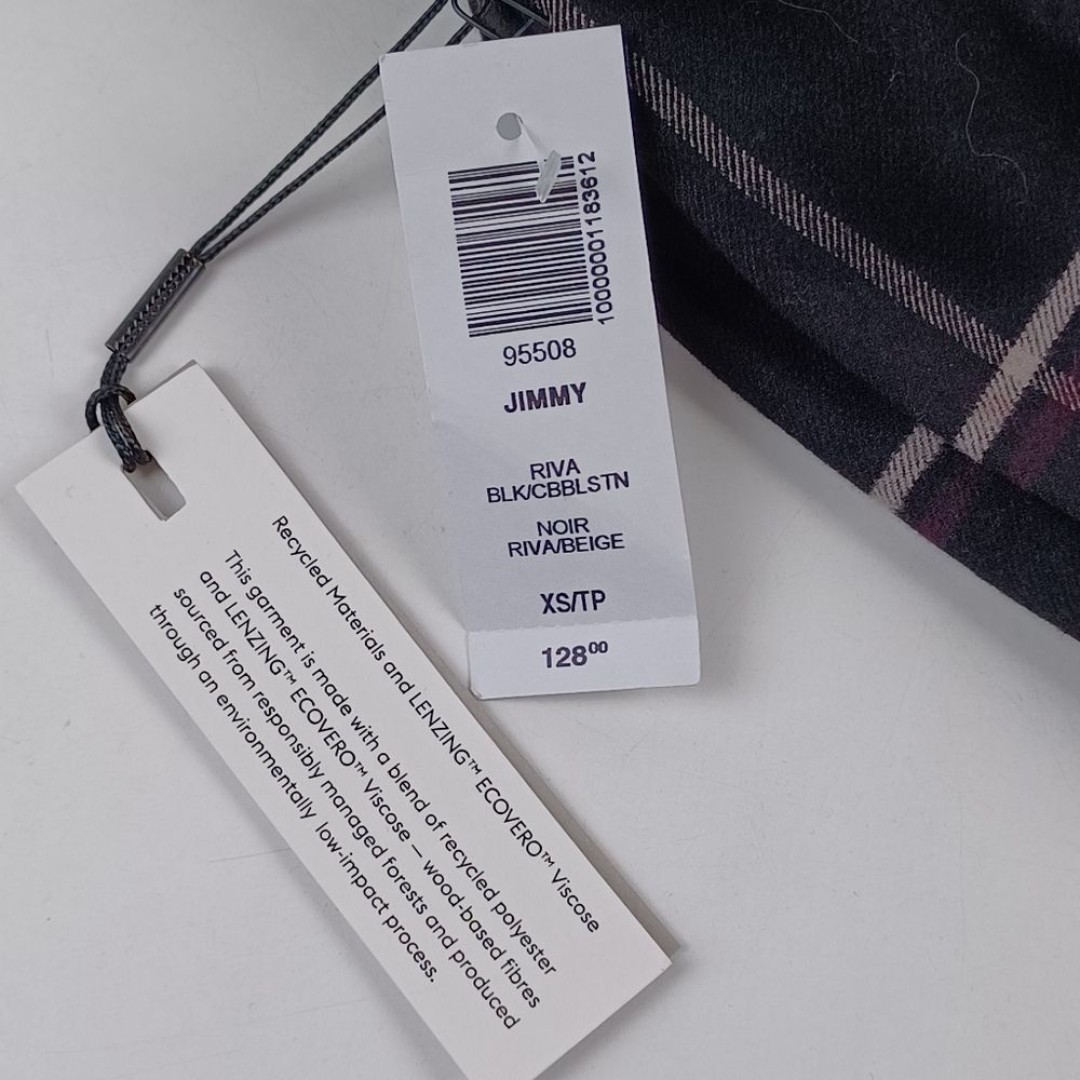 10000001183612
95508
JIMMY
RIVA
BLK/CBBLSTN
NOIR
RIVA/BEIGE
XS/TP
128⁰⁰
Recycled Materials and LENZING™ ECOVERO™ Viscose
This garment is made with a blend of recycled polyester
and LENZING™ ECOVERO™ Viscose — wood-based fibres
sourced from responsibly managed forests and produced
through an environmentally low-impact process.